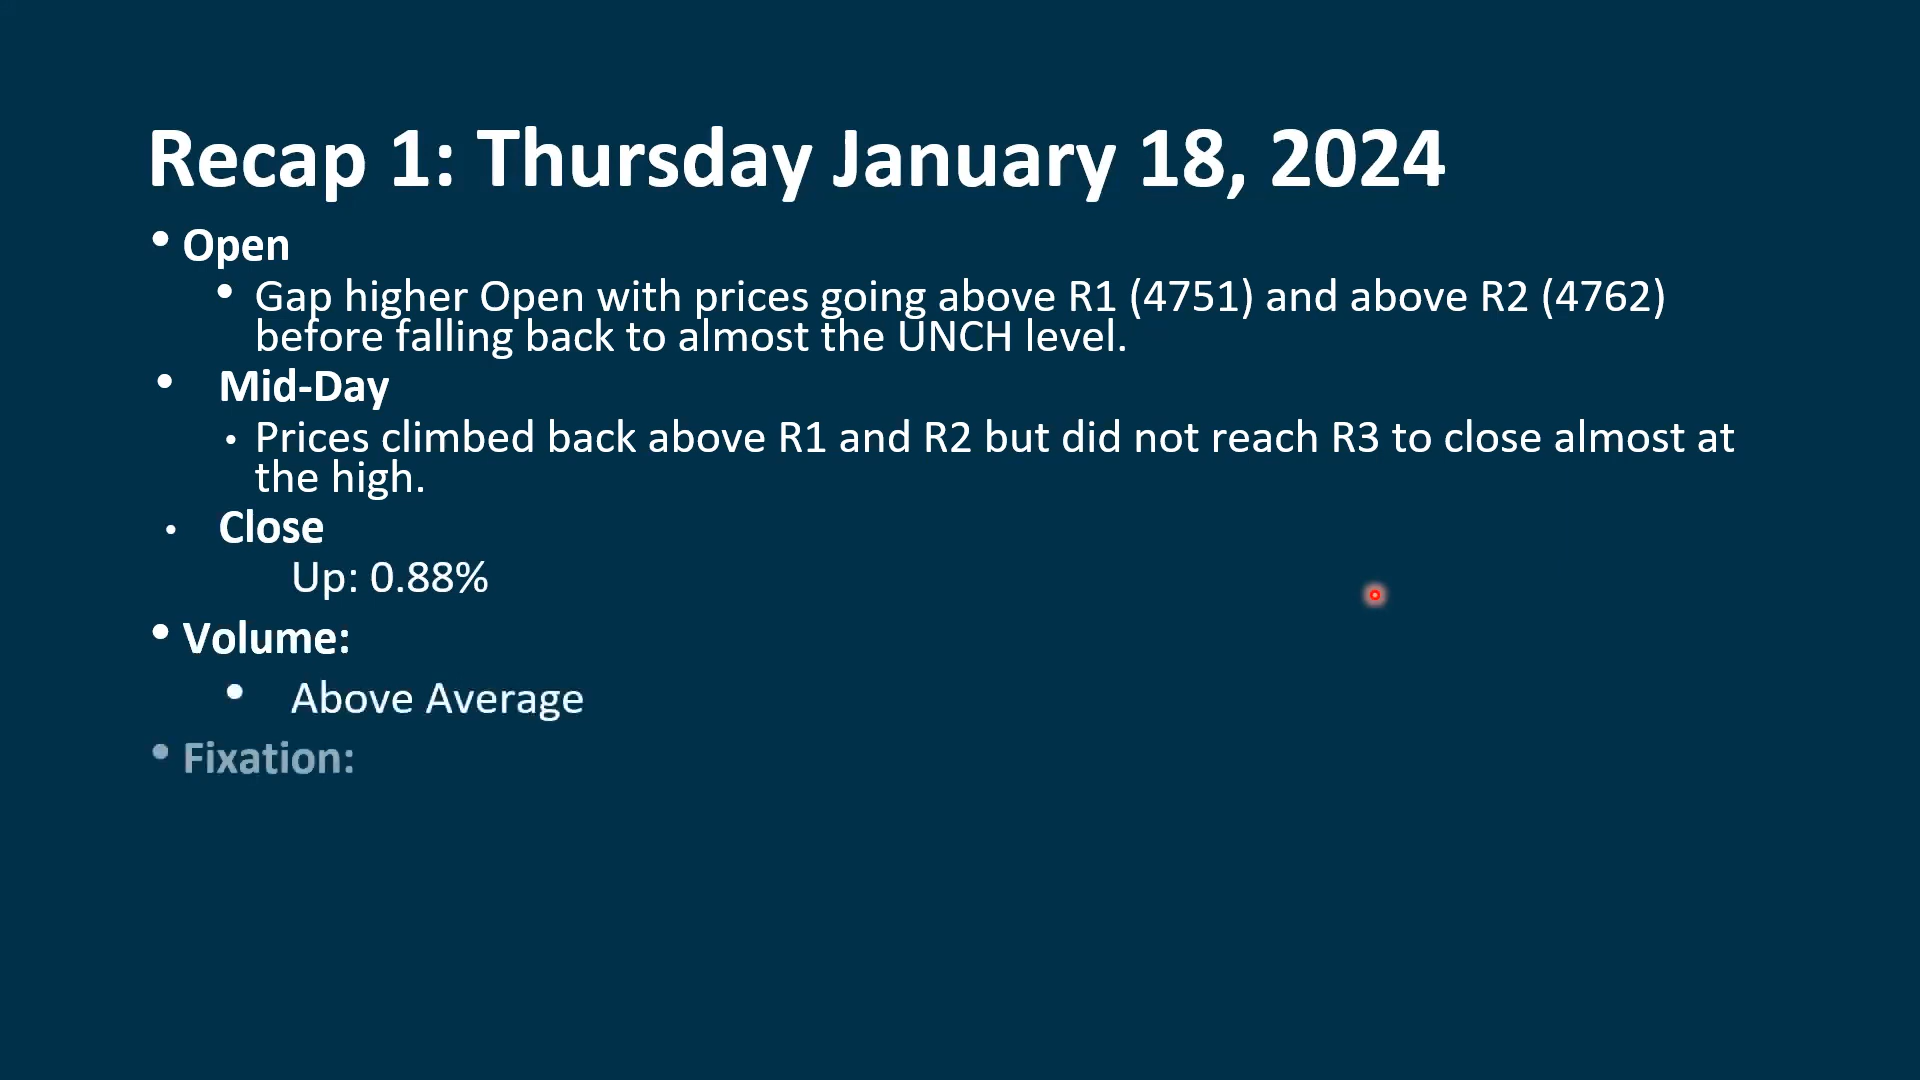 Recap 1: Thursday January 18, 2024
• Open
• Gap higher Open with prices going above R1 (4751) and above R2 (4762)
before falling back to almost the UNCH level.
• Mid-Day
• Prices climbed back above R1 and R2 but did not reach R3 to close almost at
the high.
• Close
Up: 0.88%
• Volume:
• Above Average
• Fixation: